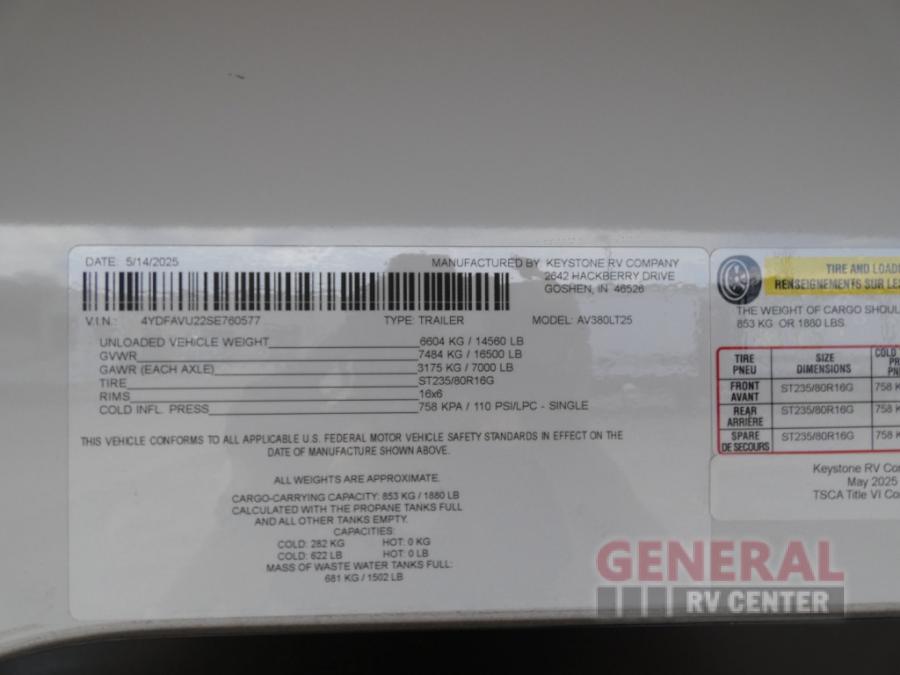 DATE: 5/14/2025 MANUFACTURED BY: KEYSTONE RV COMPANY
2642 HACKBERRY DRIVE
GOSHEN, IN 46526
V.I.N.: 4YDFAVU22SE760577 TYPE: TRAILER MODEL: AV380LT25
UNLOADED VEHICLE WEIGHT 6604 KG / 14560 LB
GVWR 7484 KG / 16500 LB
GAWR (EACH AXLE) 3175 KG / 7000 LB
TIRE ST235/80R16G
RIMS 16x6
COLD INFL. PRESS 758 KPA / 110 PSI/LPC - SINGLE
THIS VEHICLE CONFORMS TO ALL APPLICABLE U.S. FEDERAL MOTOR VEHICLE SAFETY STANDARDS IN EFFECT ON THE
DATE OF MANUFACTURE SHOWN ABOVE.
ALL WEIGHTS ARE APPROXIMATE.
CARGO-CARRYING CAPACITY: 853 KG / 1880 LB
CALCULATED WITH THE PROPANE TANKS FULL
AND ALL OTHER TANKS EMPTY.
CAPACITIES:
COLD: 282 KG HOT: 0 KG
COLD: 622 LB HOT: 0 LB
MASS OF WASTE WATER TANKS FULL:
681 KG / 1502 LB
TIRE AND LOADI
RENSEIGNEMENTS SUR LES
THE WEIGHT OF CARGO SHOUL
853 KG OR 1880 LBS.
TIRE SIZE COLD
PNEU DIMENSIONS PR
PN
FRONT ST235/80R16G 758 K
AVANT
REAR ST235/80R16G 758 K
ARRIÈRE
SPARE ST235/80R16G 758 K
DE SECOURS
Keystone RV Co
May 2025
TSCA Title VI Co
GENERAL
RV CENTER